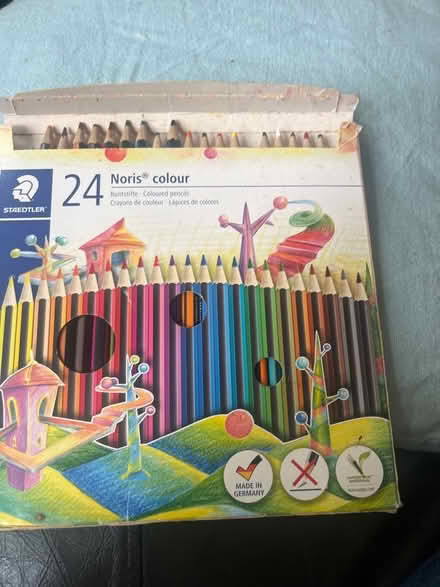 STAEDTLER
24
Noris® colour
Buntstifte · Coloured pencils
Crayons de couleur · Lápices de colores
MADE IN
GERMANY